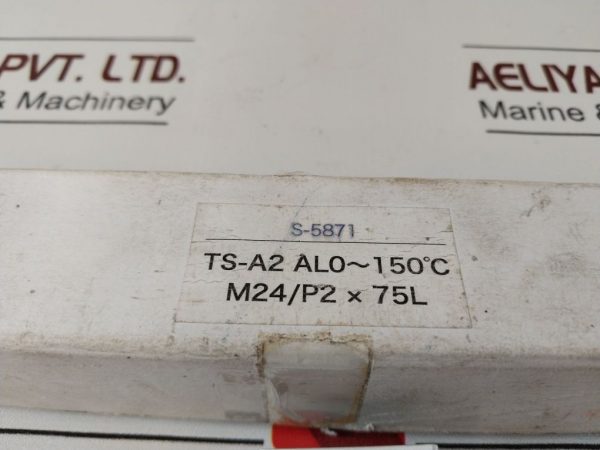 PVT. LTD.
& Machinery
AELIYA
Marine &
S-5871
TS-A2 AL0~150℃
M24/P2 × 75L